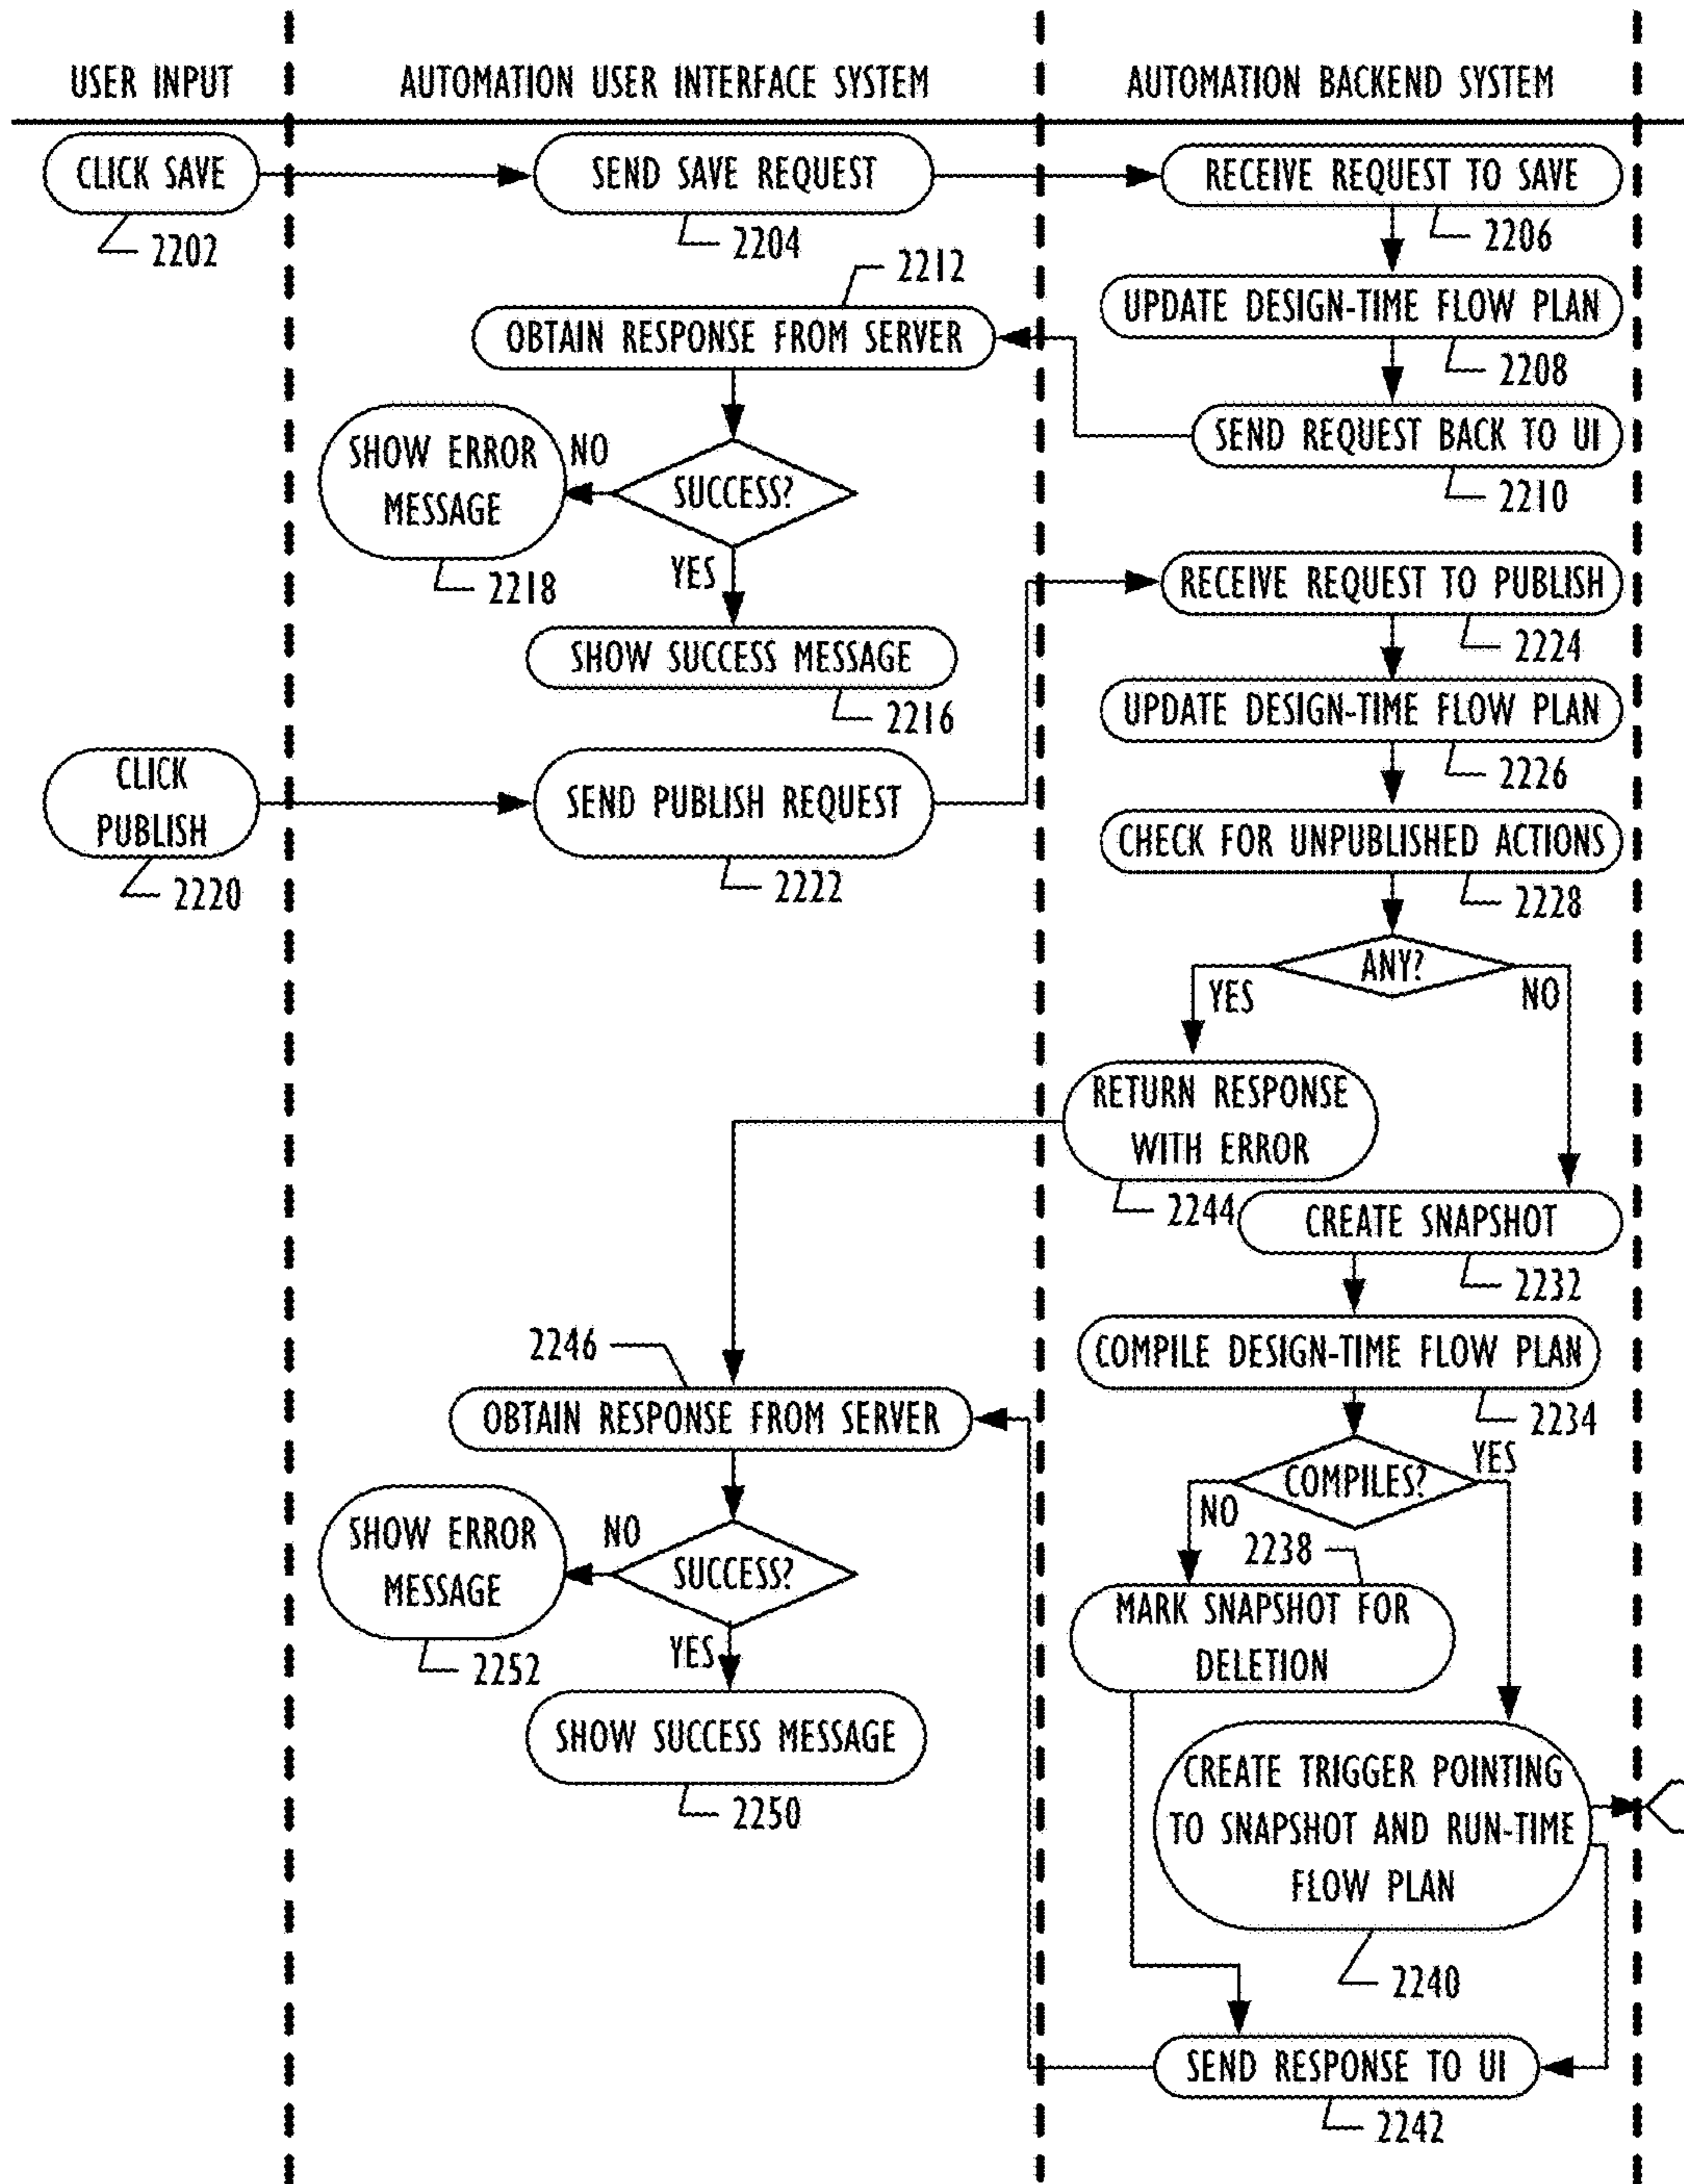 USER INPUT
AUTOMATION USER INTERFACE SYSTEM
AUTOMATION BACKEND SYSTEM
CLICK SAVE
2202
SEND SAVE REQUEST
2204
RECEIVE REQUEST TO SAVE
2206
UPDATE DESIGN-TIME FLOW PLAN
2208
SEND REQUEST BACK TO UI
2210
2212
OBTAIN RESPONSE FROM SERVER
SUCCESS?
NO
SHOW ERROR
MESSAGE
2218
YES
SHOW SUCCESS MESSAGE
2216
CLICK
PUBLISH
2220
SEND PUBLISH REQUEST
2222
RECEIVE REQUEST TO PUBLISH
2224
UPDATE DESIGN-TIME FLOW PLAN
2226
CHECK FOR UNPUBLISHED ACTIONS
2228
ANY?
YES
NO
RETURN RESPONSE
WITH ERROR
2244
CREATE SNAPSHOT
2232
COMPILE DESIGN-TIME FLOW PLAN
2234
COMPILES?
NO
YES
2238
MARK SNAPSHOT FOR
DELETION
CREATE TRIGGER POINTING
TO SNAPSHOT AND RUN-TIME
FLOW PLAN
2240
SEND RESPONSE TO UI
2242
2246
OBTAIN RESPONSE FROM SERVER
SUCCESS?
NO
SHOW ERROR
MESSAGE
2252
YES
SHOW SUCCESS MESSAGE
2250